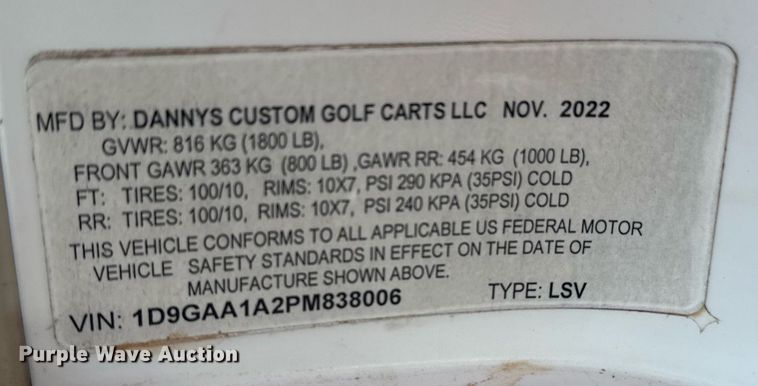 MFD BY: DANNYS CUSTOM GOLF CARTS LLC NOV. 2022
GVWR: 816 KG (1800 LB),
FRONT GAWR 363 KG (800 LB) ,GAWR RR: 454 KG (1000 LB),
FT: TIRES: 100/10, RIMS: 10X7, PSI 290 KPA (35PSI) COLD
RR: TIRES: 100/10, RIMS: 10X7, PSI 240 KPA (35PSI) COLD
THIS VEHICLE CONFORMS TO ALL APPLICABLE US FEDERAL MOTOR
VEHICLE SAFETY STANDARDS IN EFFECT ON THE DATE OF
MANUFACTURE SHOWN ABOVE.
VIN: 1D9GAA1A2PM838006 TYPE: LSV
Purple Wave Auction